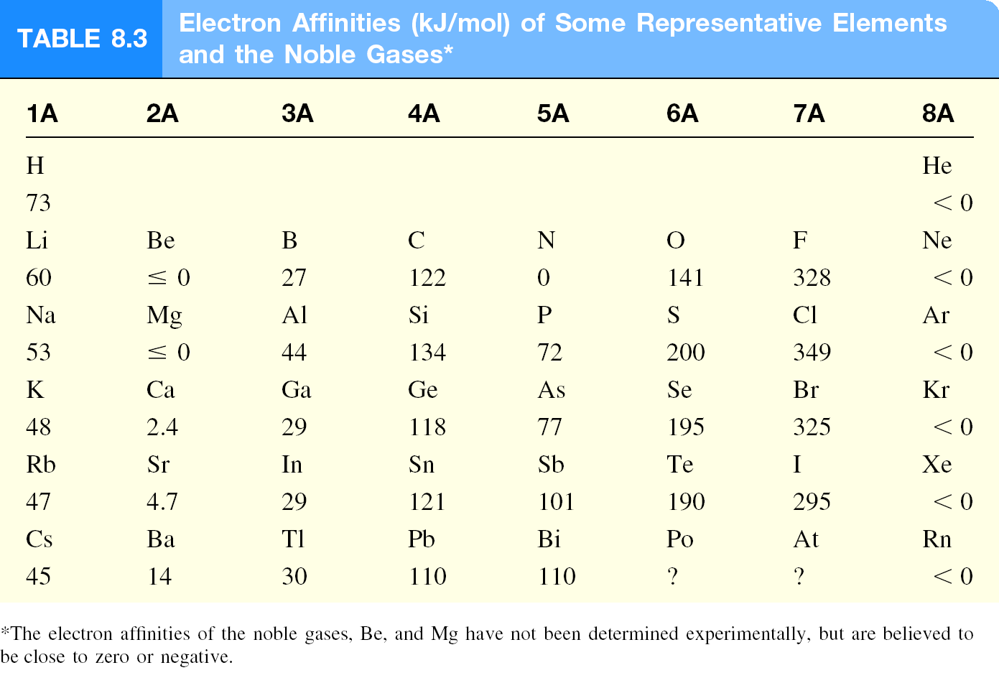 TABLE 8.3
Electron Affinities (kJ/mol) of Some Representative Elements
and the Noble Gases*
1A 2A 3A 4A 5A 6A 7A 8A
H He
73 < 0
Li Be B C N O F Ne
60 ≤ 0 27 122 0 141 328 < 0
Na Mg Al Si P S Cl Ar
53 ≤ 0 44 134 72 200 349 < 0
K Ca Ga Ge As Se Br Kr
48 2.4 29 118 77 195 325 < 0
Rb Sr In Sn Sb Te I Xe
47 4.7 29 121 101 190 295 < 0
Cs Ba Tl Pb Bi Po At Rn
45 14 30 110 110 ? ? < 0
*The electron affinities of the noble gases, Be, and Mg have not been determined experimentally, but are believed to
be close to zero or negative.